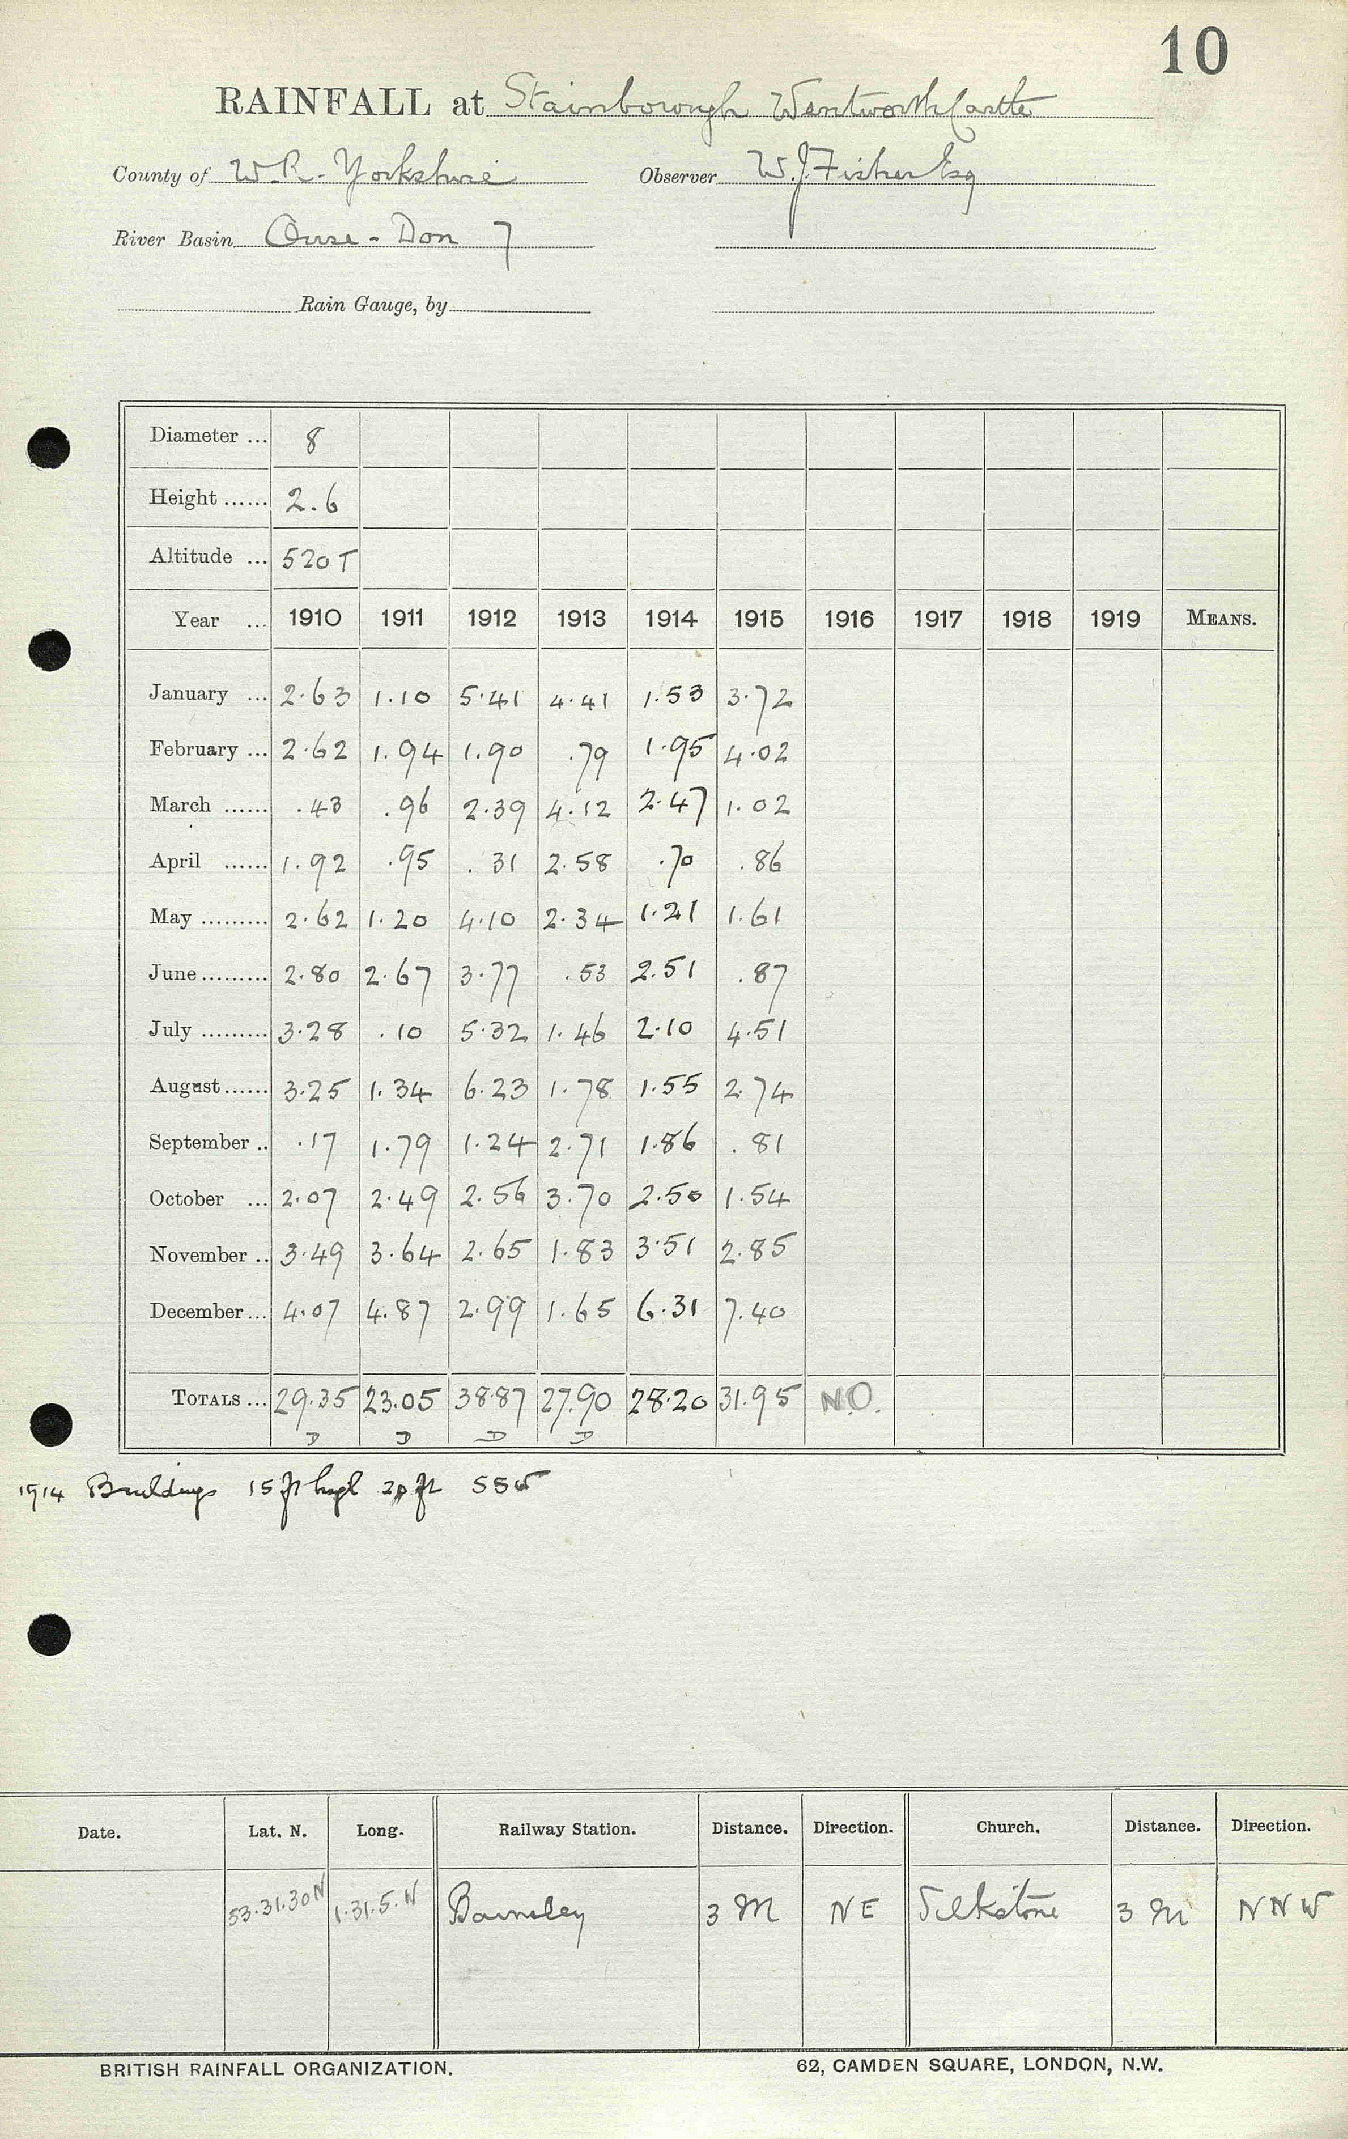 10
RAINFALL at Stainborough Wentworth Castle
County of W.R. Yorkshire Observer W.J. Fisher Esq
River Basin Ouse - Don 7
Rain Gauge, by
Diameter ... 8
Height ...... 2.6
Altitude ... 520 T
Year ... 1910 1911 1912 1913 1914 1915 1916 1917 1918 1919 MEANS.
January ... 2.63 1.10 5.41 4.41 1.53 3.72
February ... 2.62 1.94 1.90 .79 1.95 4.02
March ...... .43 .96 2.39 4.12 2.47 1.02
April ...... 1.92 .95 .31 2.58 .70 .86
May ......... 2.62 1.20 4.10 2.34 1.21 1.61
June ......... 2.80 2.67 3.77 .53 2.51 .87
July ......... 3.28 .10 5.32 1.46 2.10 4.51
August ...... 3.25 1.34 6.23 1.78 1.55 2.74
September .. .17 1.79 1.24 2.71 1.86 .81
October ... 2.07 2.49 2.56 3.70 2.50 1.54
November .. 3.49 3.64 2.65 1.83 3.51 2.85
December ... 4.07 4.87 2.99 1.65 6.31 7.40
TOTALS ... 29.35 23.05 38.87 27.90 28.20 31.95 N.O.
D D D D
1914 Buildings 15 ft high ft SSW
Date. Lat. N. Long. Railway Station. Distance. Direction. Church. Distance. Direction.
53.31.30 N 1.31.5.W Barnsley 3 M NE Silkstone 3 M NNW
BRITISH RAINFALL ORGANIZATION. 62, CAMDEN SQUARE, LONDON, N.W.